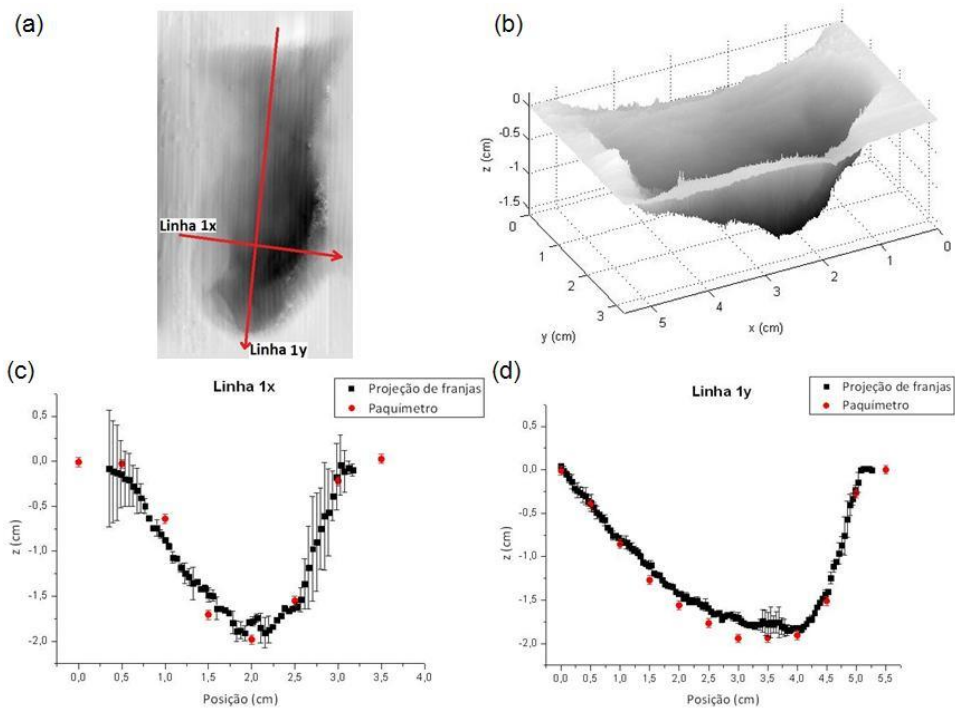 (a)
Linha 1x
Linha 1y
(b)
z (cm)
0
-0.5
-1
-1.5
0
1
2
3
y (cm)
5
4
3
2
1
0
x (cm)
(c)
Linha 1x
Projeção de franjas
Paquímetro
z (cm)
0,5
0,0
-0,5
-1,0
-1,5
-2,0
0,0 0,5 1,0 1,5 2,0 2,5 3,0 3,5 4,0
Posição (cm)
(d)
Linha 1y
Projeção de franjas
Paquímetro
z (cm)
0,5
0,0
-0,5
-1,0
-1,5
-2,0
0,0 0,5 1,0 1,5 2,0 2,5 3,0 3,5 4,0 4,5 5,0 5,5
Posição (cm)